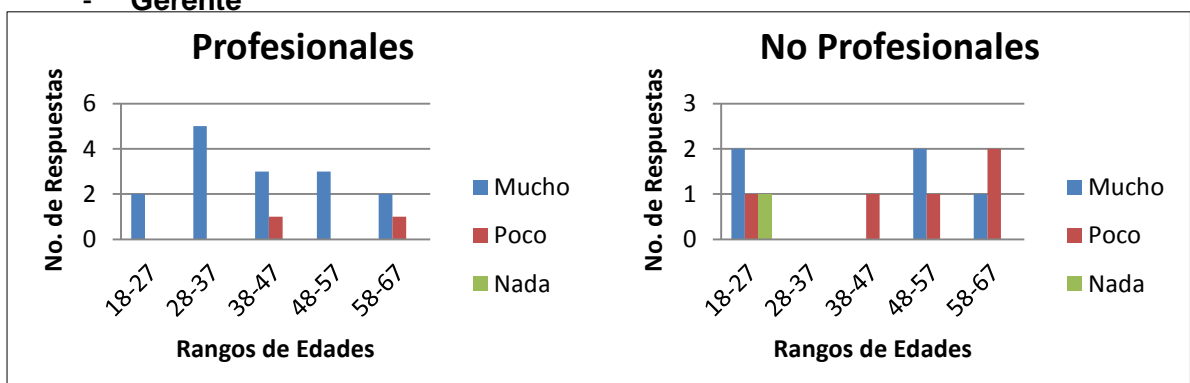 - Gerente
Profesionales
No. de Respuestas
6
4
2
0
18-27
28-37
38-47
48-57
58-67
Rangos de Edades
Mucho
Poco
Nada
No Profesionales
No. de Respuestas
3
2
1
0
18-27
28-37
38-47
48-57
58-67
Rangos de Edades
Mucho
Poco
Nada